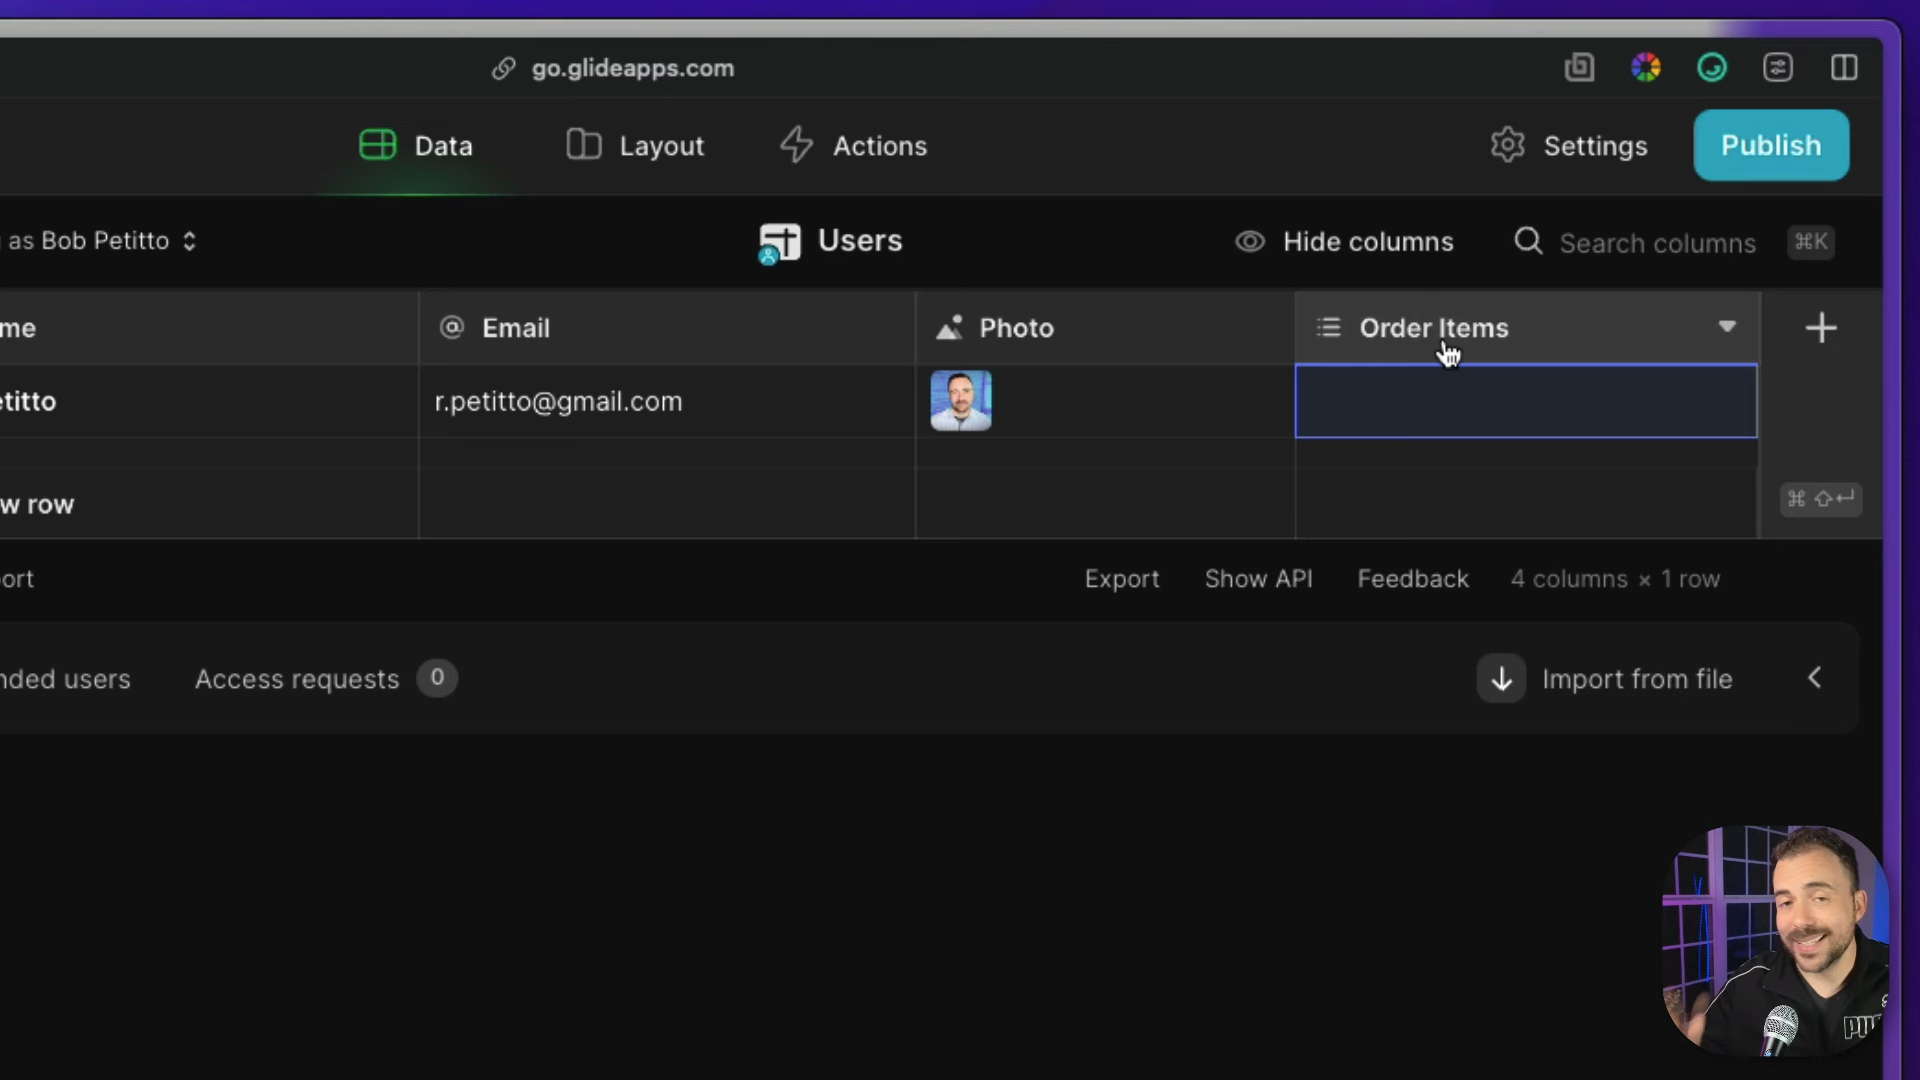 go.glideapps.com
Data
Layout
Actions
Settings
Publish
as Bob Petitto
Users
Hide columns
Search columns
⌘K
me
Email
Photo
Order Items
etitto
r.petitto@gmail.com
w row
ort
Export
Show API
Feedback
4 columns × 1 row
nded users
Access requests
0
Import from file